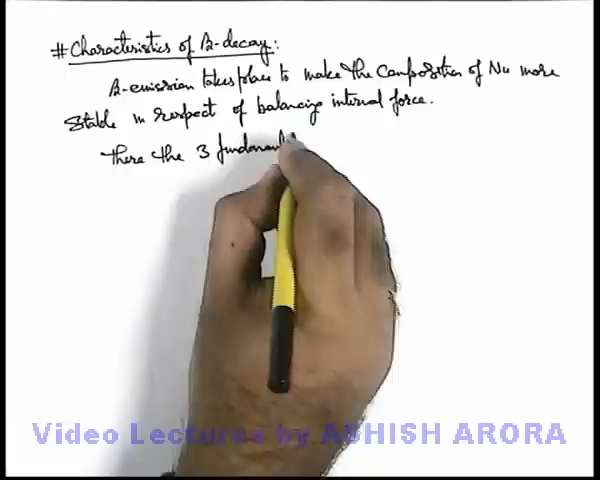 # Characteristics of β-decay :
β-emission takes place to make the Composition of Nu more
stable in respect of balancing internal force.
There the 3 fundamental
Video Lectures by ASHISH ARORA